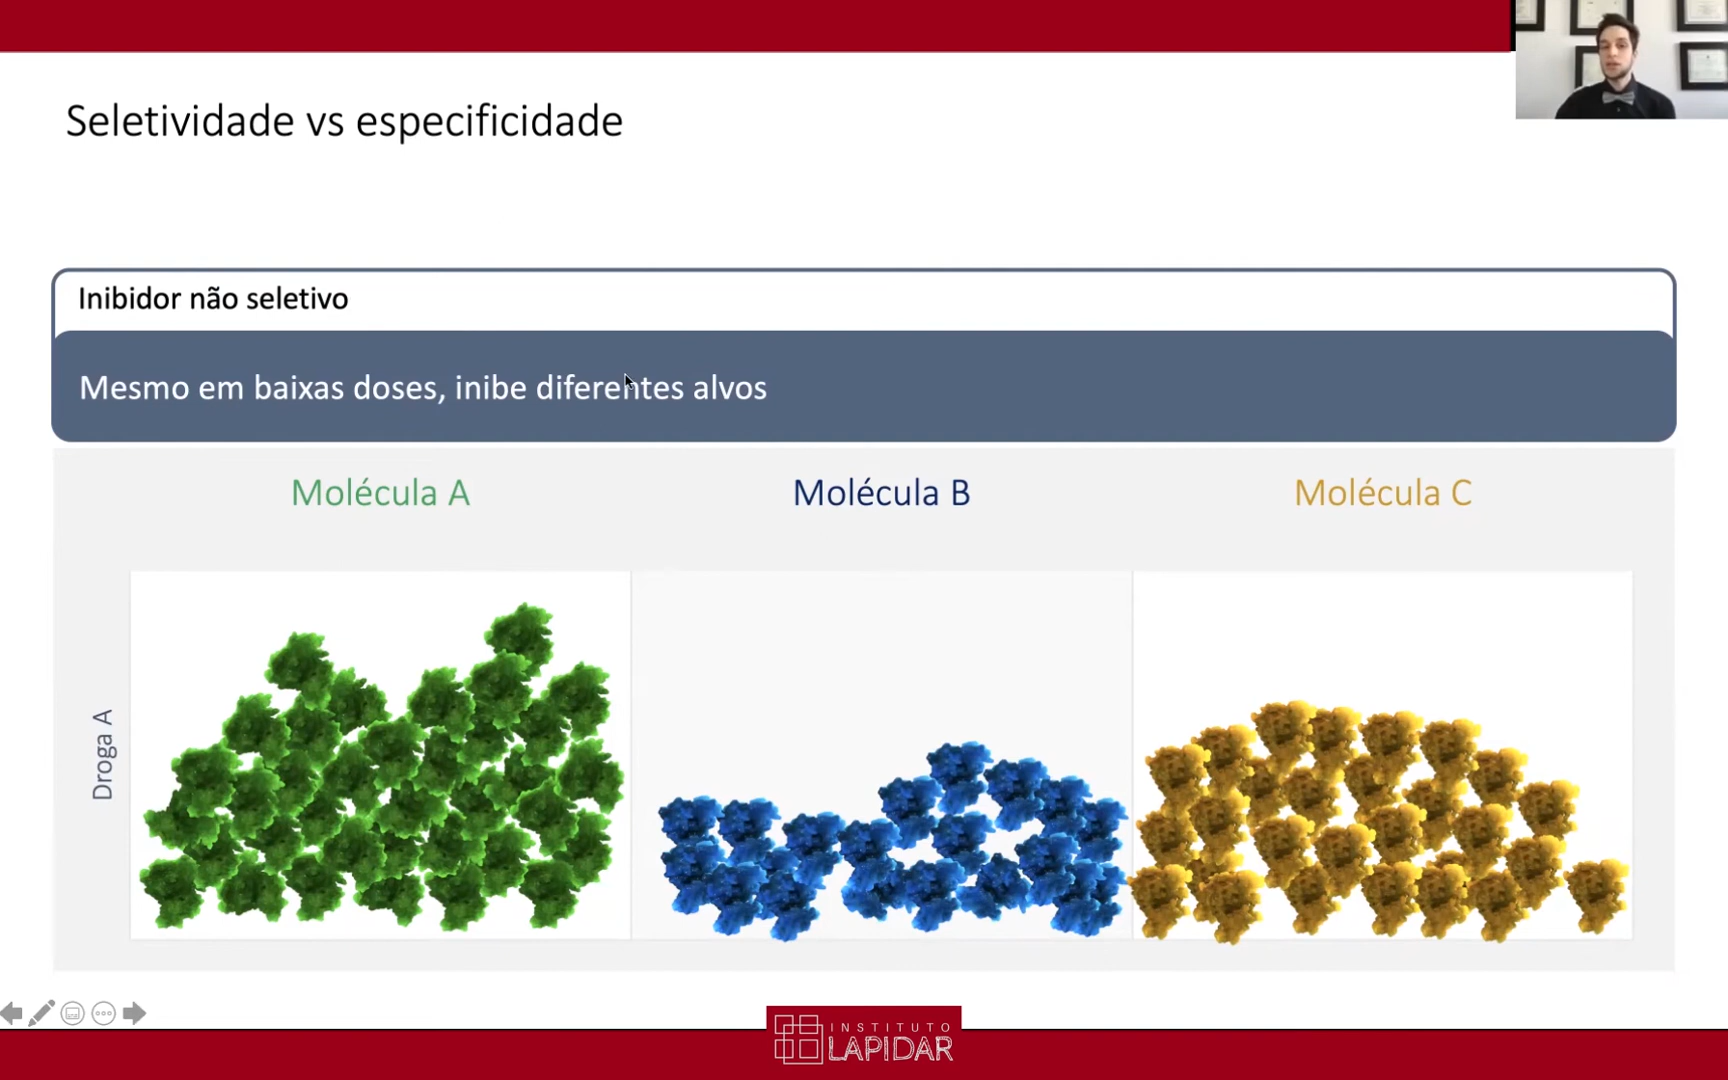 Seletividade vs especificidade
Inibidor não seletivo
Mesmo em baixas doses, inibe diferentes alvos
Molécula A
Molécula B
Molécula C
Droga A
INSTITUTO
LAPIDAR